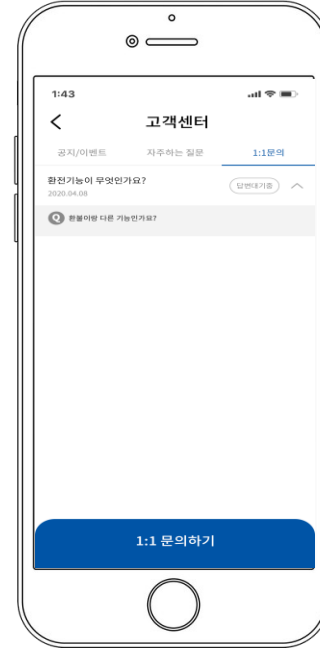 1:43
고객센터
공지/이벤트 자주하는 질문 1:1문의
환전기능이 무엇인가요?
2020.04.08
답변대기중
Q 환불이랑 다른 기능인가요?
1:1 문의하기